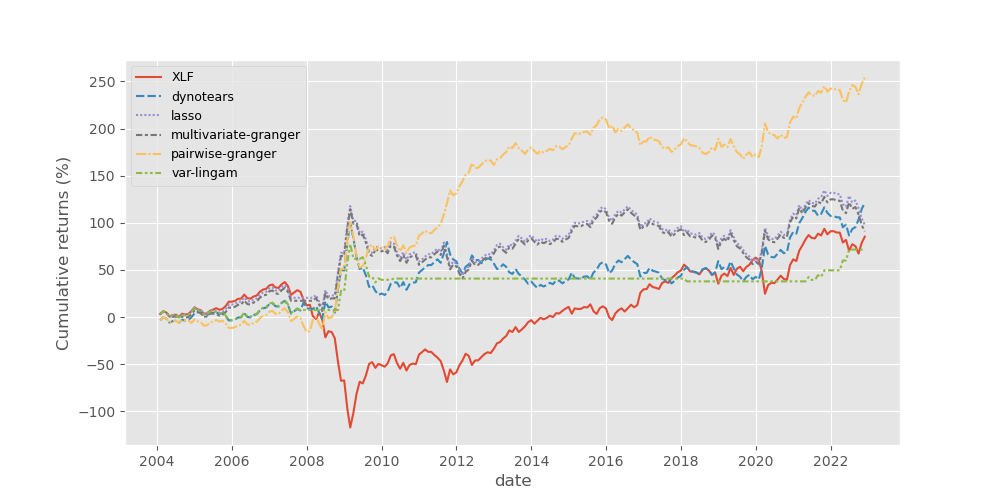 Cumulative returns (%)
250
200
150
100
50
0
−50
−100
XLF
dynotears
lasso
multivariate-granger
pairwise-granger
var-lingam
2004 2006 2008 2010 2012 2014 2016 2018 2020 2022
date